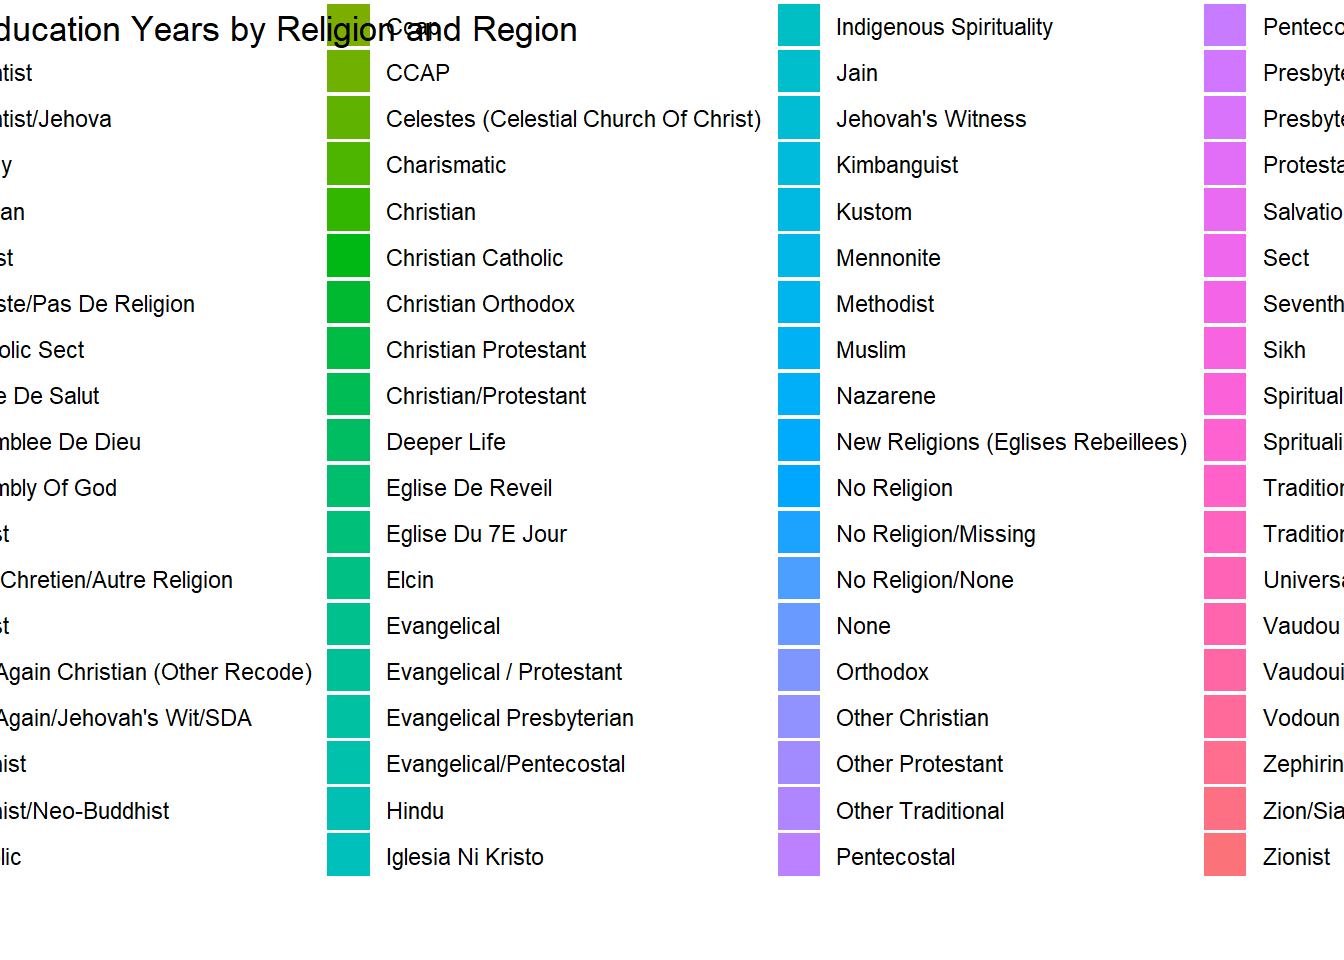 ducation Years by Religion and Region
tist
tist/Jehova
y
an
st
ste/Pas De Religion
olic Sect
e De Salut
mblee De Dieu
mbly Of God
st
Chretien/Autre Religion
st
Again Christian (Other Recode)
Again/Jehovah's Wit/SDA
nist
nist/Neo-Buddhist
lic
Ccap
CCAP
Celestes (Celestial Church Of Christ)
Charismatic
Christian
Christian Catholic
Christian Orthodox
Christian Protestant
Christian/Protestant
Deeper Life
Eglise De Reveil
Eglise Du 7E Jour
Elcin
Evangelical
Evangelical / Protestant
Evangelical Presbyterian
Evangelical/Pentecostal
Hindu
Iglesia Ni Kristo
Indigenous Spirituality
Jain
Jehovah's Witness
Kimbanguist
Kustom
Mennonite
Methodist
Muslim
Nazarene
New Religions (Eglises Rebeillees)
No Religion
No Religion/Missing
No Religion/None
None
Orthodox
Other Christian
Other Protestant
Other Traditional
Pentecostal
Penteco
Presbyte
Presbyte
Protesta
Salvatio
Sect
Seventh
Sikh
Spiritual
Sprituali
Tradition
Tradition
Universa
Vaudou
Vaudoui
Vodoun
Zephirin
Zion/Sia
Zionist